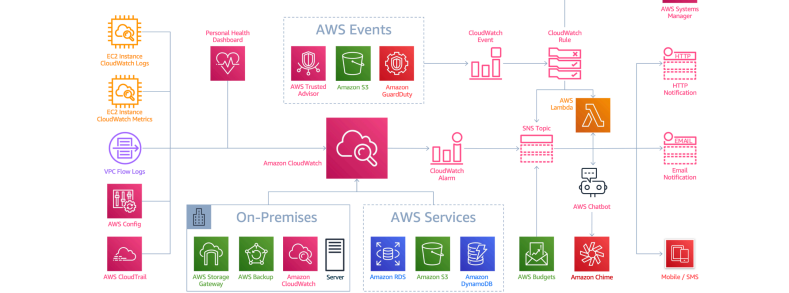 AWS Systems
Manager
AWS Events
CloudWatch
Event
CloudWatch
Rule
Personal Health
Dashboard
EC2 Instance
CloudWatch Logs
AWS Trusted
Advisor
Amazon S3
Amazon
GuardDuty
HTTP
HTTP
Notification
AWS
Lambda
EC2 Instance
CloudWatch Metrics
SNS Topic
EMAIL
Email
Notification
VPC Flow Logs
Amazon CloudWatch
CloudWatch
Alarm
AWS Chatbot
AWS Config
On-Premises
AWS Services
AWS CloudTrail
AWS Storage
Gateway
AWS Backup
Amazon
CloudWatch
Server
Amazon RDS
Amazon S3
Amazon
DynamoDB
AWS Budgets
Amazon Chime
Mobile / SMS